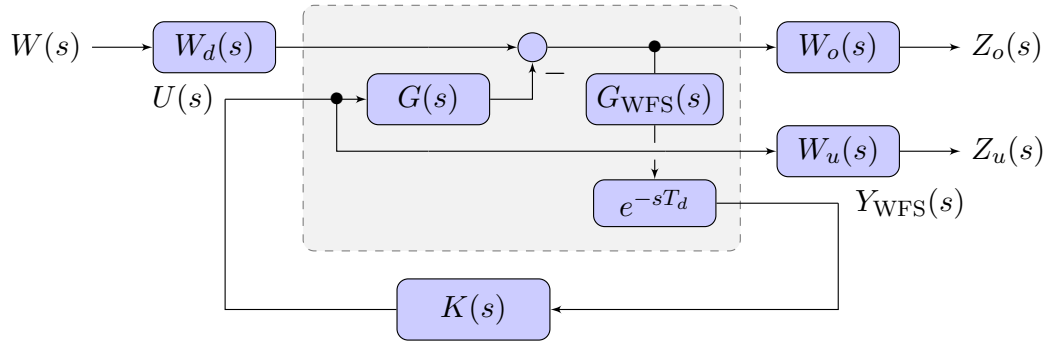 W(s) W_d(s) W_o(s) Z_o(s)
−
U(s) G(s) G_WFS(s)
W_u(s) Z_u(s)
e^{−sT_d} Y_WFS(s)
K(s)